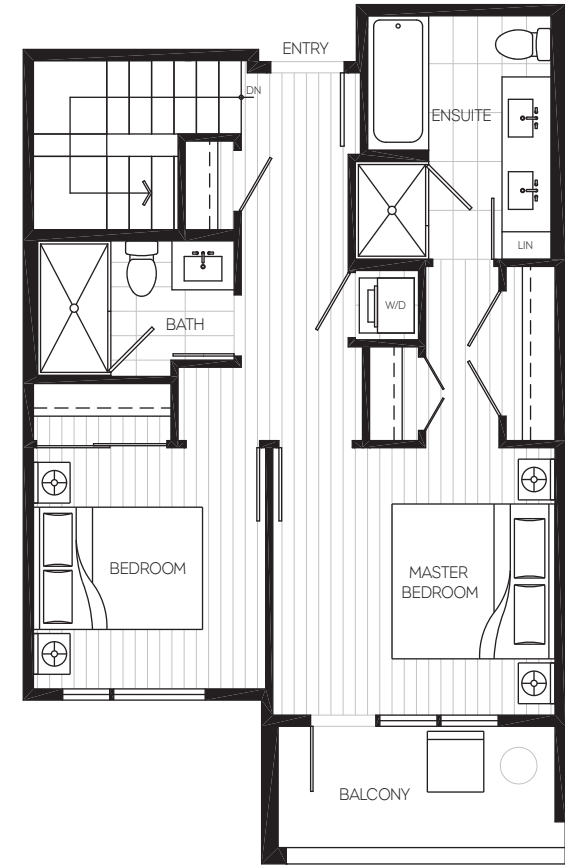 ENTRY
DN
ENSUITE
LIN
BATH
W/D
BEDROOM
MASTER
BEDROOM
BALCONY